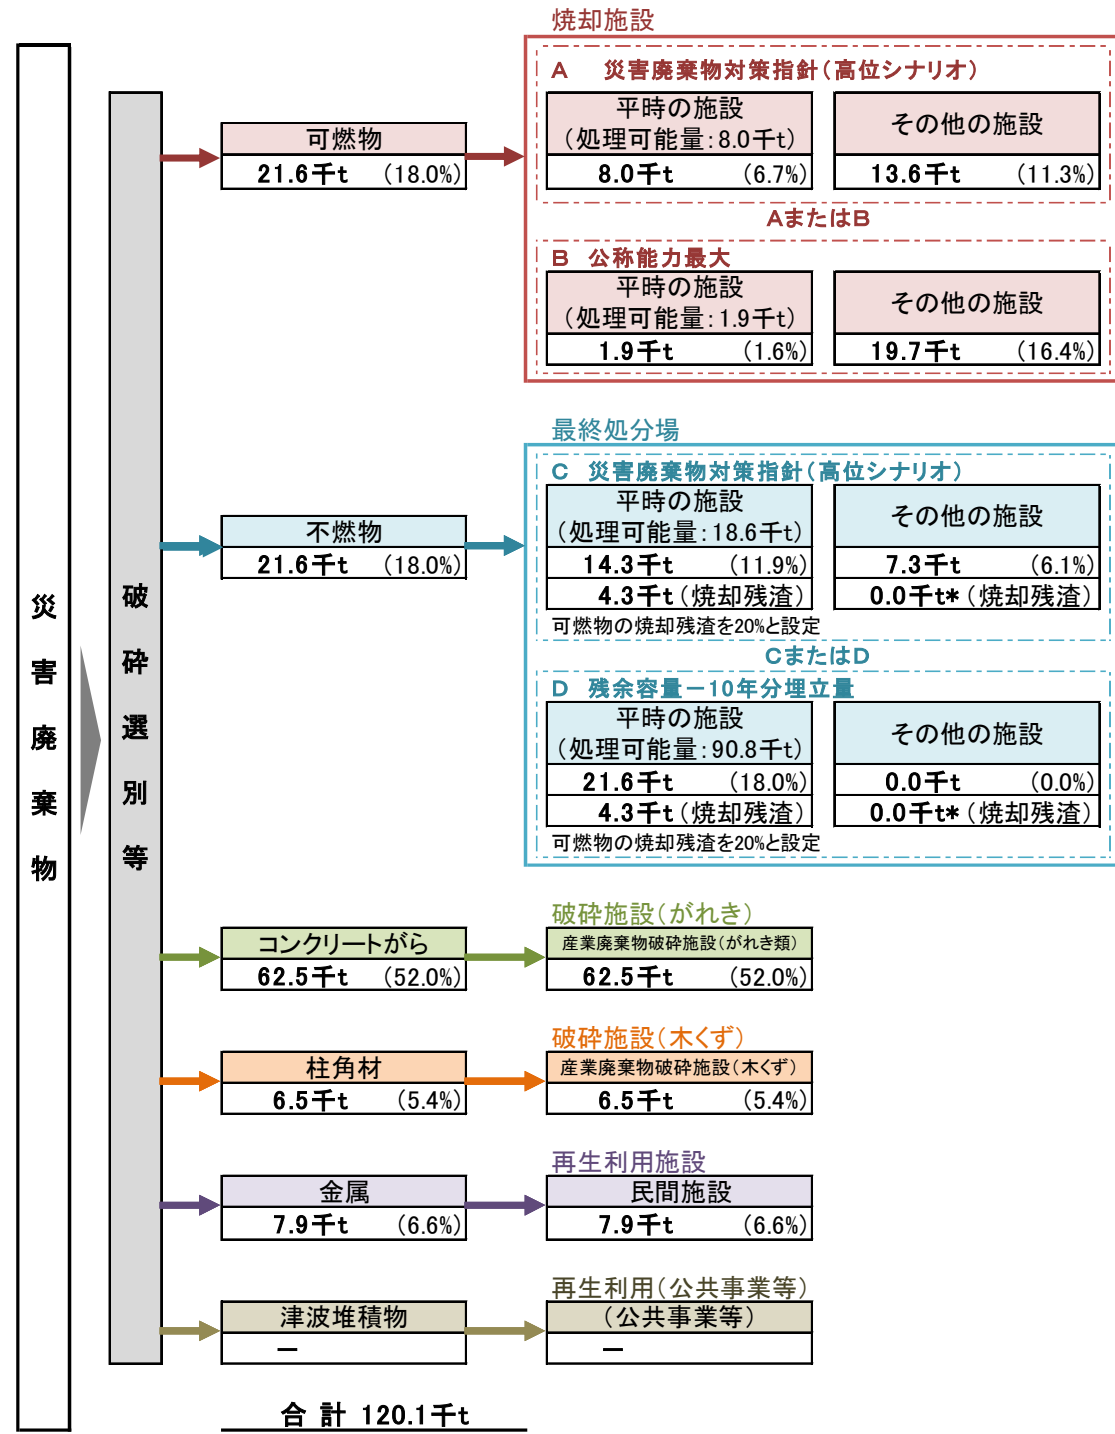 災害廃棄物
破砕選別等
可燃物
21.6千t (18.0%)
焼却施設
A 災害廃棄物対策指針(高位シナリオ)
平時の施設
(処理可能量:8.0千t)
8.0千t (6.7%)
その他の施設
13.6千t (11.3%)
AまたはB
B 公称能力最大
平時の施設
(処理可能量:1.9千t)
1.9千t (1.6%)
その他の施設
19.7千t (16.4%)
不燃物
21.6千t (18.0%)
最終処分場
C 災害廃棄物対策指針(高位シナリオ)
平時の施設
(処理可能量:18.6千t)
14.3千t (11.9%)
4.3千t(焼却残渣)
その他の施設
7.3千t (6.1%)
0.0千t*(焼却残渣)
可燃物の焼却残渣を20%と設定
CまたはD
D 残余容量-10年分埋立量
平時の施設
(処理可能量:90.8千t)
21.6千t (18.0%)
4.3千t(焼却残渣)
その他の施設
0.0千t (0.0%)
0.0千t*(焼却残渣)
可燃物の焼却残渣を20%と設定
コンクリートがら
62.5千t (52.0%)
破砕施設(がれき)
産業廃棄物破砕施設(がれき類)
62.5千t (52.0%)
柱角材
6.5千t (5.4%)
破砕施設(木くず)
産業廃棄物破砕施設(木くず)
6.5千t (5.4%)
金属
7.9千t (6.6%)
再生利用施設
民間施設
7.9千t (6.6%)
津波堆積物
-
再生利用(公共事業等)
(公共事業等)
-
合 計 120.1千t